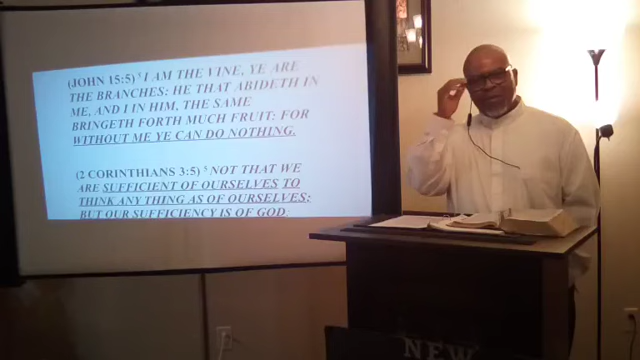 (JOHN 15:5) 5 I AM THE VINE, YE ARE
THE BRANCHES: HE THAT ABIDETH IN
ME, AND I IN HIM, THE SAME
BRINGETH FORTH MUCH FRUIT: FOR
WITHOUT ME YE CAN DO NOTHING.
(2 CORINTHIANS 3:5) 5 NOT THAT WE
ARE SUFFICIENT OF OURSELVES TO
THINK ANY THING AS OF OURSELVES;
BUT OUR SUFFICIENCY IS OF GOD;
NEW